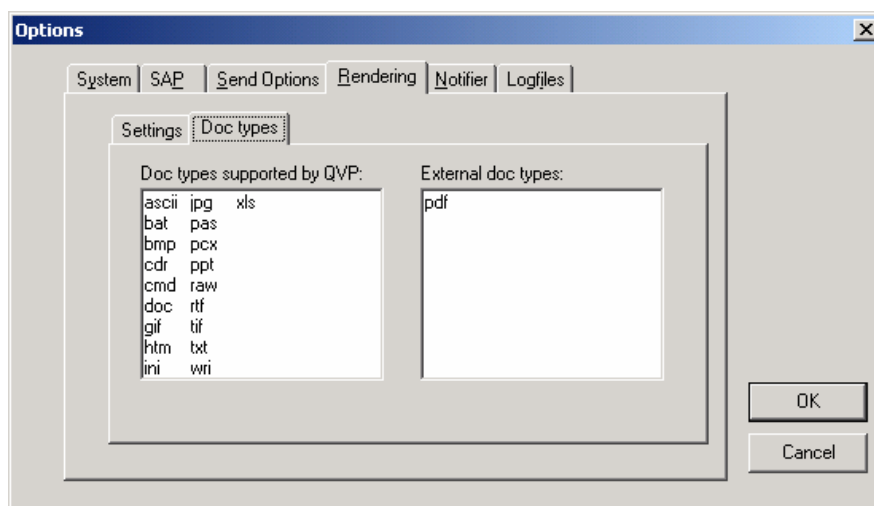 Options
System SAP Send Options Rendering Notifier Logfiles
Settings Doc types
Doc types supported by QVP: External doc types:
ascii jpg xls pdf
bat pas
bmp pcx
cdr ppt
cmd raw
doc rtf
gif tif
htm txt
ini wri
OK
Cancel